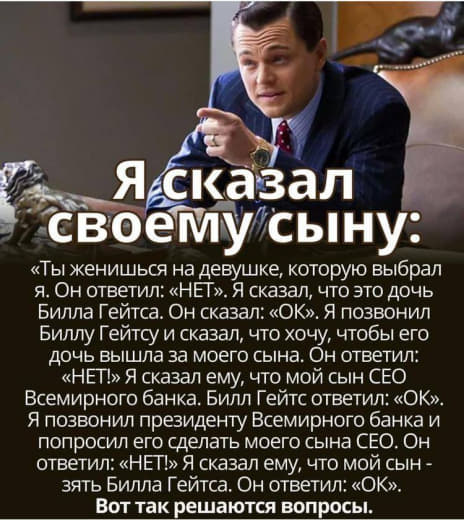 Я сказал
своему сыну:
«Ты женишься на девушке, которую выбрал
я. Он ответил: «НЕТ». Я сказал, что это дочь
Билла Гейтса. Он сказал: «ОК». Я позвонил
Биллу Гейтсу и сказал, что хочу, чтобы его
дочь вышла за моего сына. Он ответил:
«НЕТ!» Я сказал ему, что мой сын СЕО
Всемирного банка. Билл Гейтс ответил: «ОК».
Я позвонил президенту Всемирного банка и
попросил его сделать моего сына СЕО. Он
ответил: «НЕТ!» Я сказал ему, что мой сын -
зять Билла Гейтса. Он ответил: «ОК».
Вот так решаются вопросы.